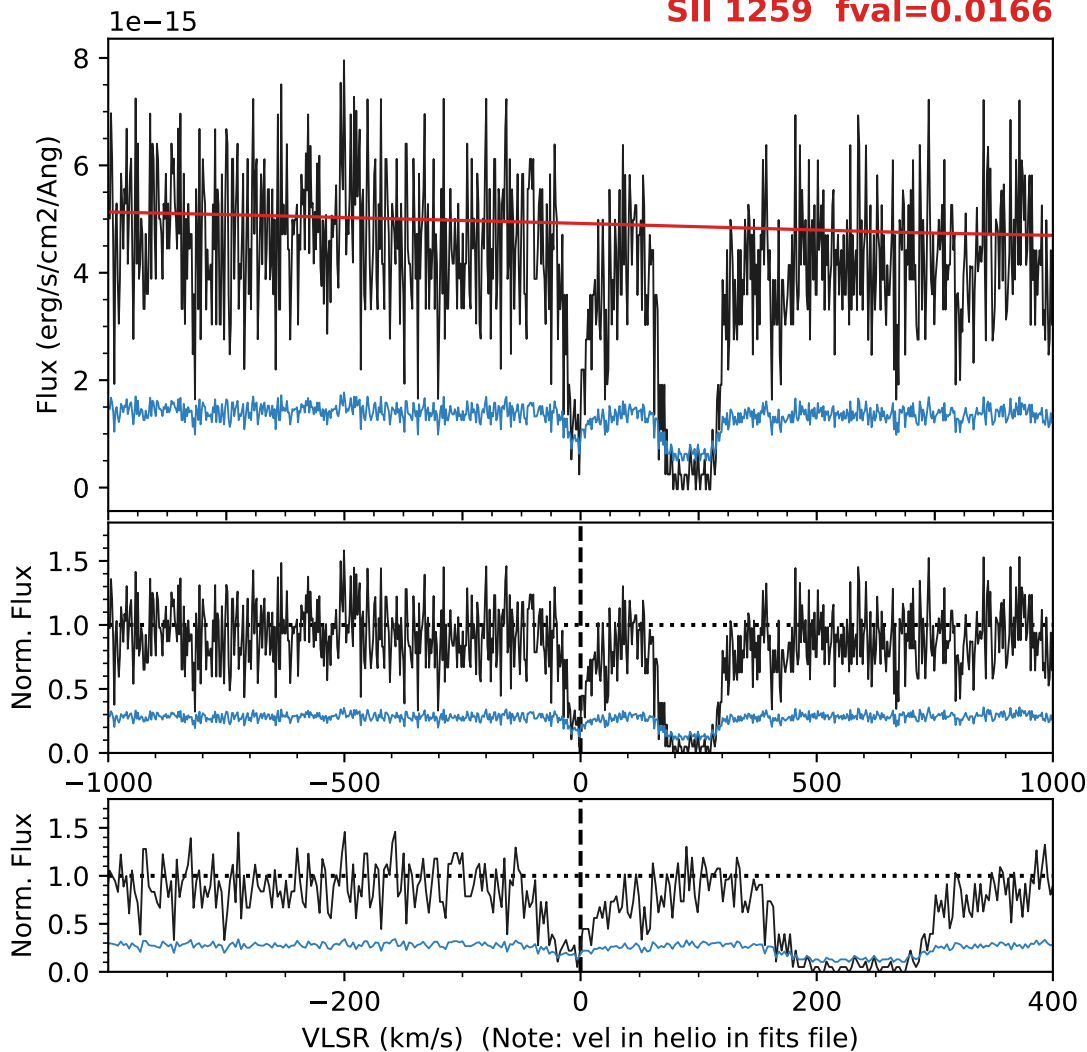 1e−15
SII 1259 fval=0.0166
8
6
4
2
0
Flux (erg/s/cm2/Ang)
1.5
1.0
0.5
0.0
Norm. Flux
−1000 −500 0 500 1000
1.5
1.0
0.5
0.0
Norm. Flux
−200 0 200 400
VLSR (km/s) (Note: vel in helio in fits file)